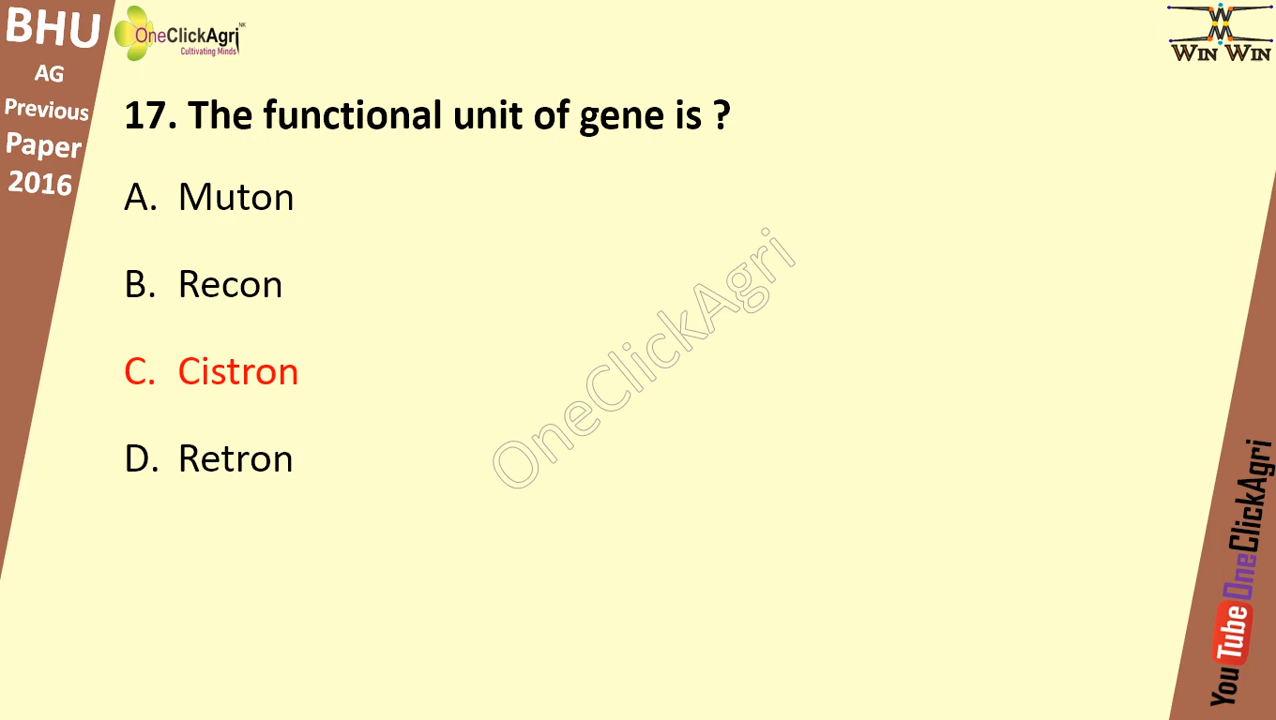 BHU
AG
Previous
Paper
2016
OneClickAgri
NK
Cultivating Minds
WIN WIN
17. The functional unit of gene is ?
A. Muton
B. Recon
C. Cistron
D. Retron
OneClickAgri
YouTube OneClickAgri